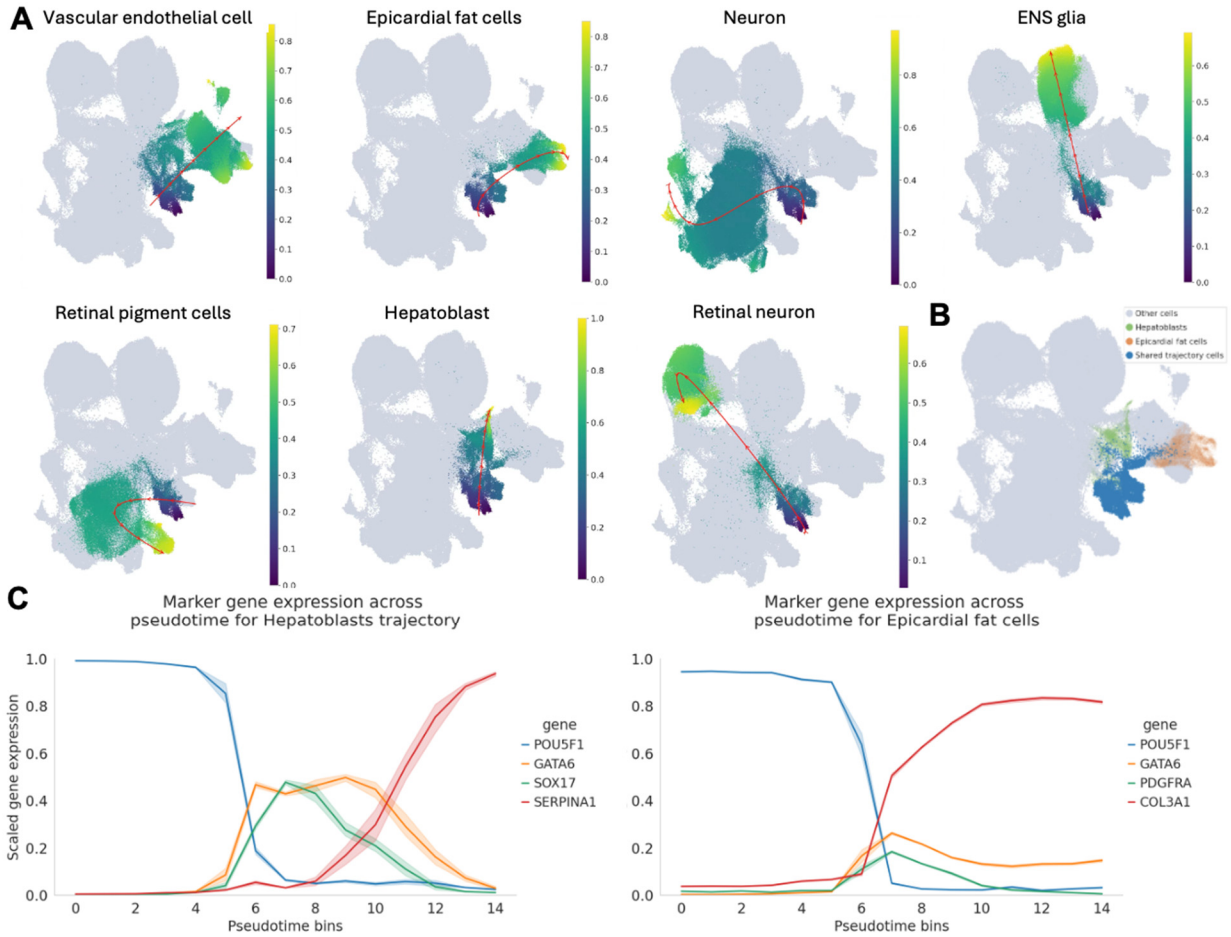 A
Vascular endothelial cell
Epicardial fat cells
Neuron
ENS glia
0.8
0.7
0.6
0.5
0.4
0.3
0.2
0.1
0.0
0.8
0.7
0.6
0.5
0.4
0.3
0.2
0.1
0.0
0.8
0.6
0.4
0.2
0.0
0.6
0.5
0.4
0.3
0.2
0.1
0.0
Retinal pigment cells
Hepatoblast
Retinal neuron
B
0.7
0.6
0.5
0.4
0.3
0.2
0.1
0.0
1.0
0.8
0.6
0.4
0.2
0.0
0.6
0.5
0.4
0.3
0.2
0.1
Other cells
Hepatoblasts
Epicardial fat cells
Shared trajectory cells
C
Marker gene expression across
pseudotime for Hepatoblasts trajectory
Scaled gene expression
1.0
0.8
0.6
0.4
0.2
0.0
0 2 4 6 8 10 12 14
Pseudotime bins
gene
POU5F1
GATA6
SOX17
SERPINA1
Marker gene expression across
pseudotime for Epicardial fat cells
1.0
0.8
0.6
0.4
0.2
0.0
0 2 4 6 8 10 12 14
Pseudotime bins
gene
POU5F1
GATA6
PDGFRA
COL3A1